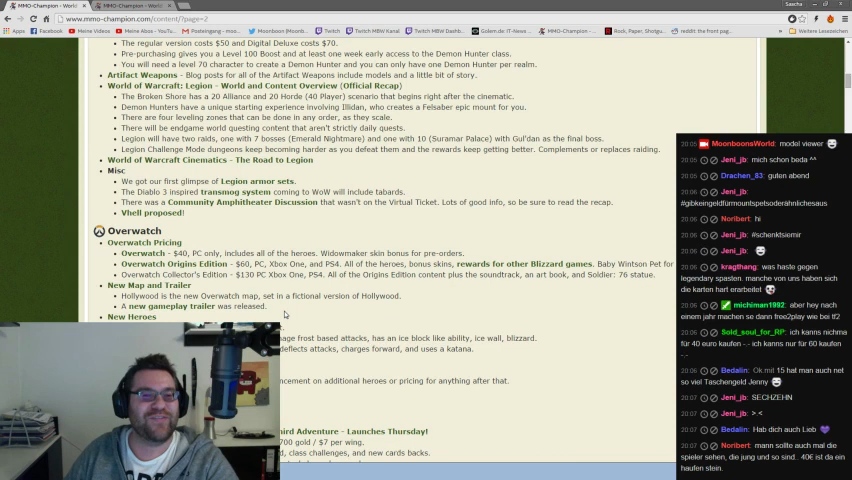 Sascha
MMO-Champion - World
MMO-Champion - World
www.mmo-champion.com/content/?page=2
Apps
Facebook
Meine Videos
Meine Abos - YouTube
Posteingang - moonst
Moonbon (Moonb
Twitch
Twitch MBW Kanal
Twitch MBW Dashbo
Golem.de: IT-News
MMO-Champion - Worl
Rock, Paper, Shotgun
reddit: the front pag
Weitere Lesezeichen
The regular version costs $50 and Digital Deluxe costs $70.
Pre-purchasing gives you a Level 100 Boost and at least one week early access to the Demon Hunter class.
You will need a level 70 character to create a Demon Hunter and you can only have one Demon Hunter per realm.
Artifact Weapons - Blog posts for all of the Artifact Weapons include models and a little bit of story.
World of Warcraft: Legion - World and Content Overview (Official Recap)
The Broken Shore has a 20 Alliance and 20 Horde (40 Player) scenario that begins right after the cinematic.
Demon Hunters have a unique starting experience involving Illidan, who creates a Felsaber epic mount for you.
There are four leveling zones that can be done in any order, as they scale.
There will be endgame world questing content that aren't strictly daily quests.
Legion will have two raids, one with 7 bosses (Emerald Nightmare) and one with 10 (Suramar Palace) with Gul'dan as the final boss.
Legion Challenge Mode dungeons keep becoming harder as you defeat them and the rewards keep getting better. Complements or replaces raiding.
World of Warcraft Cinematics - The Road to Legion
Misc
We got our first glimpse of Legion armor sets.
The Diablo 3 inspired transmog system coming to WoW will include tabards.
There was a Community Amphitheater Discussion that wasn't on the Virtual Ticket. Lots of good info, so be sure to read the recap.
Vhell proposed!
Overwatch
Overwatch Pricing
Overwatch - $40, PC only, includes all of the heroes. Widowmaker skin bonus for pre-orders.
Overwatch Origins Edition - $60, PC, Xbox One, and PS4. All of the heroes, bonus skins, rewards for other Blizzard games. Baby Wintson Pet for
Overwatch Collector's Edition - $130 PC Xbox One, PS4. All of the Origins Edition content plus the soundtrack, an art book, and Soldier: 76 statue.
New Map and Trailer
Hollywood is the new Overwatch map, set in a fictional version of Hollywood.
A new gameplay trailer was released.
New Heroes
mage frost based attacks, has an ice block like ability, ice wall, blizzard.
deflects attacks, charges forward, and uses a katana.
ncement on additional heroes or pricing for anything after that.
hird Adventure - Launches Thursday!
700 gold / $7 per wing.
d, class challenges, and new cards backs.
20:05 MoonboonsWorld: model viewer
20:05 Jeni_jb: mich schon beda ^^
20:05 Drachen_83: guten abend
20:06 Jeni_jb:
#gibkeingeldfürmountpetsoderähnlichesaus
20:06 Noribert: hi
20:06 Jeni_jb: #schenktsiemir
20:06 Jeni_jb:
20:06 kragthang: was haste gegen
legendary spasten. manche von uns haben sich
die karten hart erarbeitet
20:06 michiman1992: aber hey nach
einem jahr machen se dann free2play wie bei tf2
20:06 Sold_soul_for_RP: ich kanns nichma
für 40 euro kaufen -.- ich kanns nur für 60 kaufen
-.-
20:06 Bedalin: Ok mit 15 hat man auch net
so viel Taschengeld Jenny
20:07 Jeni_jb: SECHZEHN
20:07 Jeni_jb: >.<
20:07 Bedalin: Hab dich auch Lieb
20:07 Noribert: mann sollte auch mal die
spieler sehen, die jung und so sind.. 40€ ist da ein
haufen stein.